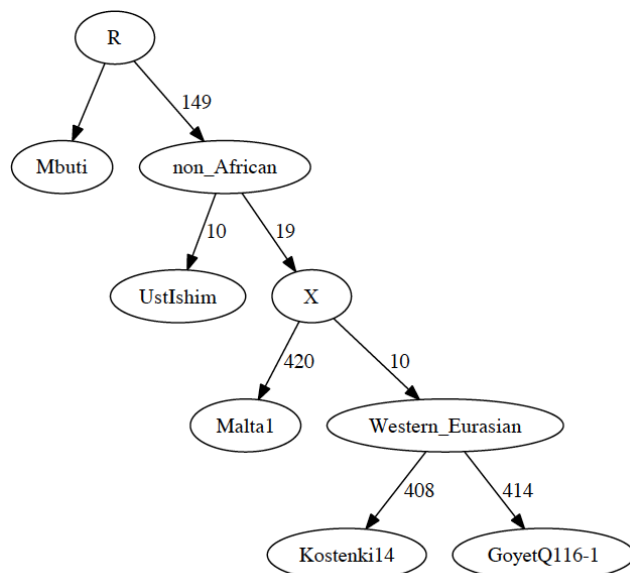 R
149
Mbuti
non_African
10
19
UstIshim
X
420
10
Malta1
Western_Eurasian
408
414
Kostenki14
GoyetQ116-1